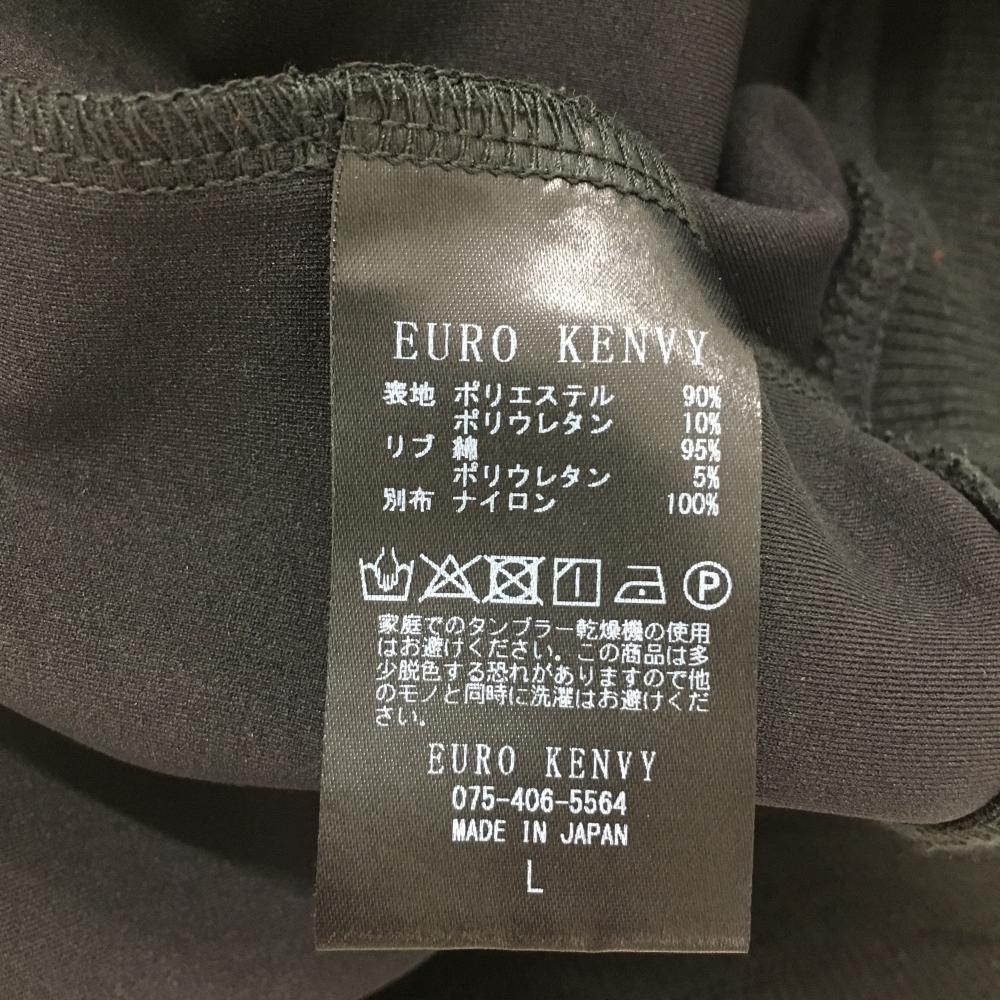 EURO KENVY
表地 ポリエステル 90%
ポリウレタン 10%
リブ 綿 95%
ポリウレタン 5%
別布 ナイロン 100%
P
家庭でのタンブラー乾燥機の使用
はお避けください。この商品は多
少脱色する恐れがありますので他
のモノと同時に洗濯はお避けくだ
さい。
EURO KENVY
075-406-5564
MADE IN JAPAN
L